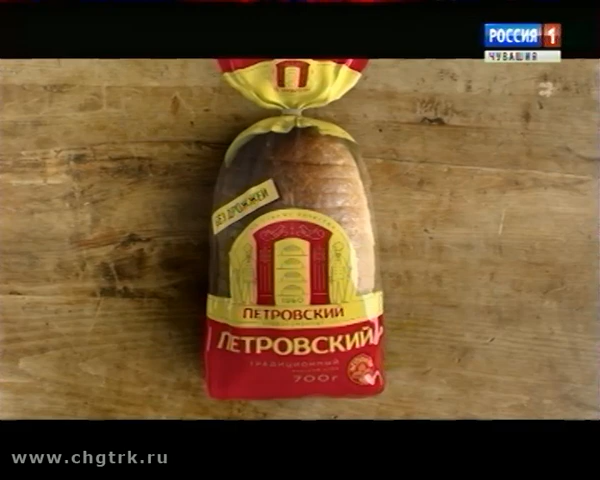 РОССИЯ 1
ЧУВАШИЯ
БЕЗ ДРОЖЖЕЙ
ПЕТРОВСКИЙ
ПЕТРОВСКИЙ
ТРАДИЦИОННЫЙ
700г
www.chgtrk.ru